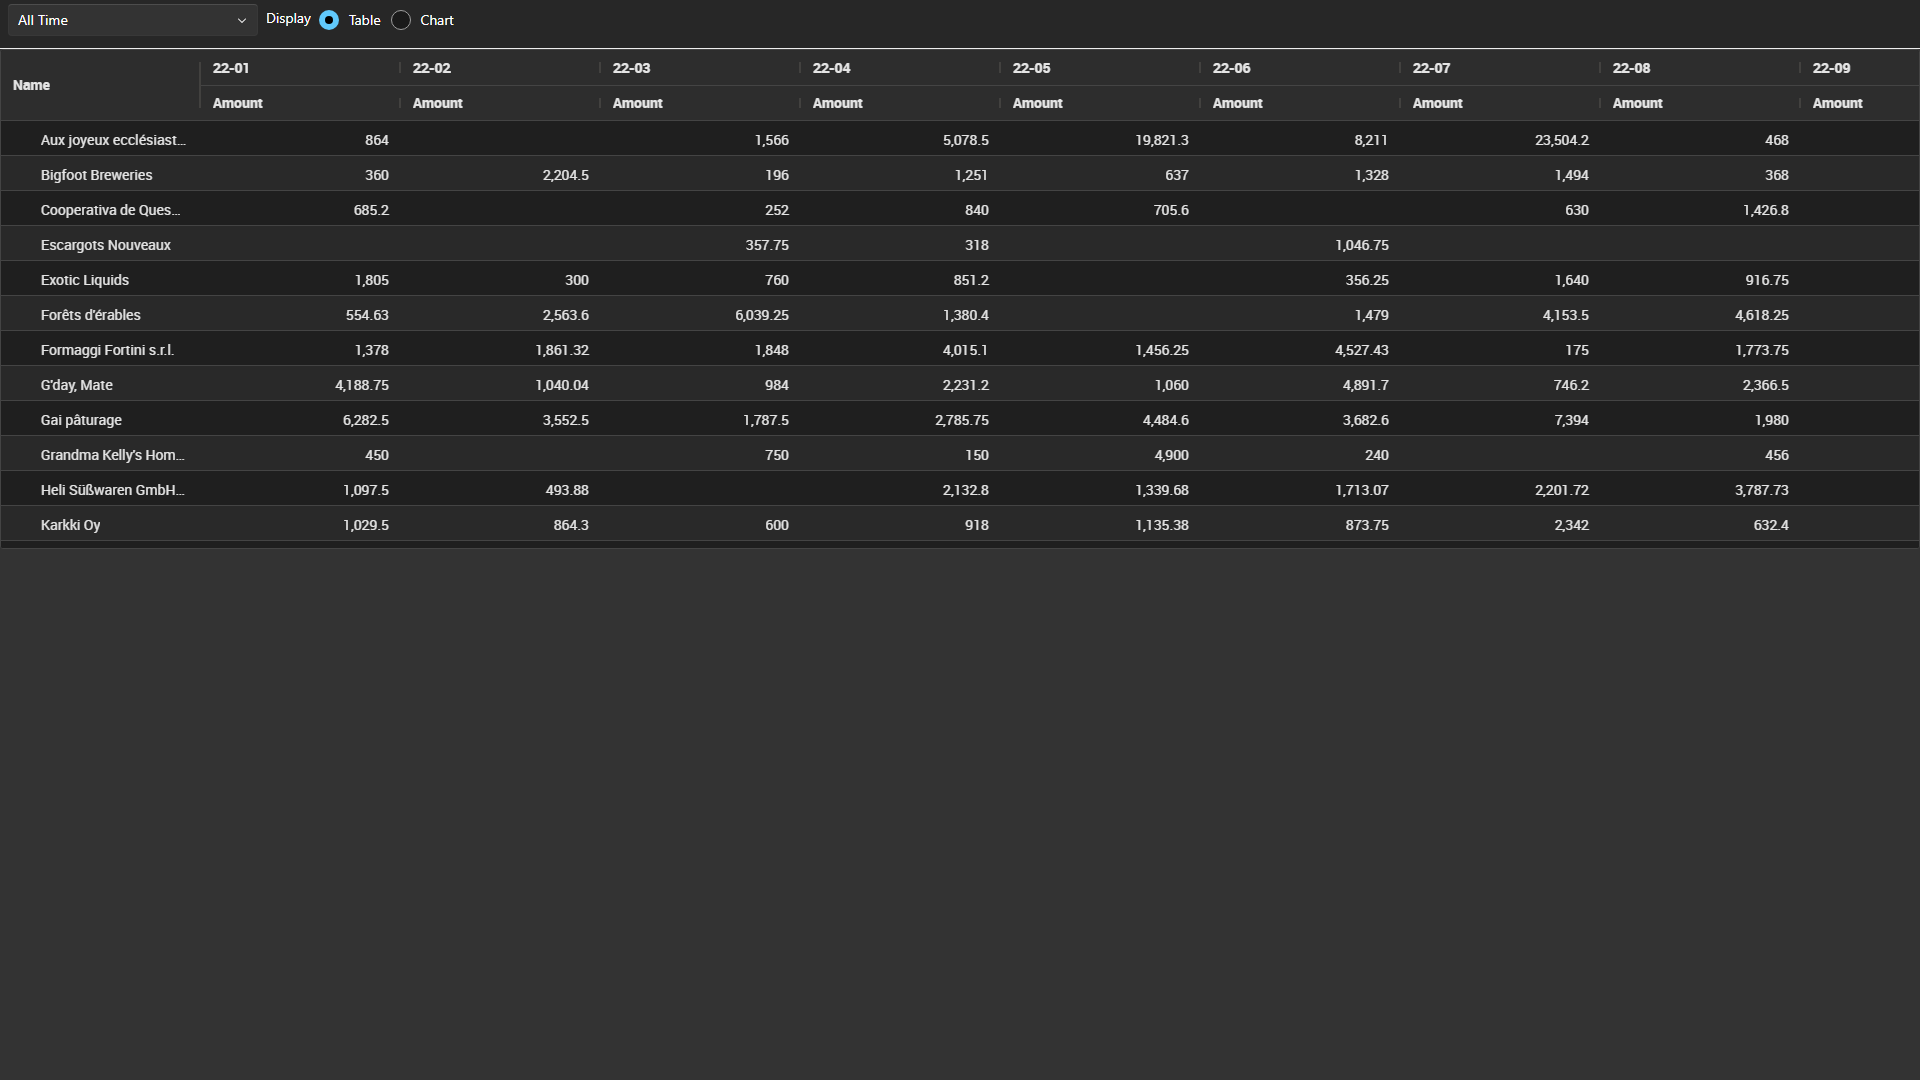 All Time Display Table Chart
Name 22-01 22-02 22-03 22-04 22-05 22-06 22-07 22-08 22-09
Amount Amount Amount Amount Amount Amount Amount Amount Amount
Aux joyeux ecclésiast... 864 1,566 5,078.5 19,821.3 8,211 23,504.2 468
Bigfoot Breweries 360 2,204.5 196 1,251 637 1,328 1,494 368
Cooperativa de Ques... 685.2 252 840 705.6 630 1,426.8
Escargots Nouveaux 357.75 318 1,046.75
Exotic Liquids 1,805 300 760 851.2 356.25 1,640 916.75
Forêts d'érables 554.63 2,563.6 6,039.25 1,380.4 1,479 4,153.5 4,618.25
Formaggi Fortini s.r.l. 1,378 1,861.32 1,848 4,015.1 1,456.25 4,527.43 175 1,773.75
G'day, Mate 4,188.75 1,040.04 984 2,231.2 1,060 4,891.7 746.2 2,366.5
Gai pâturage 6,282.5 3,552.5 1,787.5 2,785.75 4,484.6 3,682.6 7,394 1,980
Grandma Kelly's Hom... 450 750 150 4,900 240 456
Heli Süßwaren GmbH... 1,097.5 493.88 2,132.8 1,339.68 1,713.07 2,201.72 3,787.73
Karkki Oy 1,029.5 864.3 600 918 1,135.38 873.75 2,342 632.4